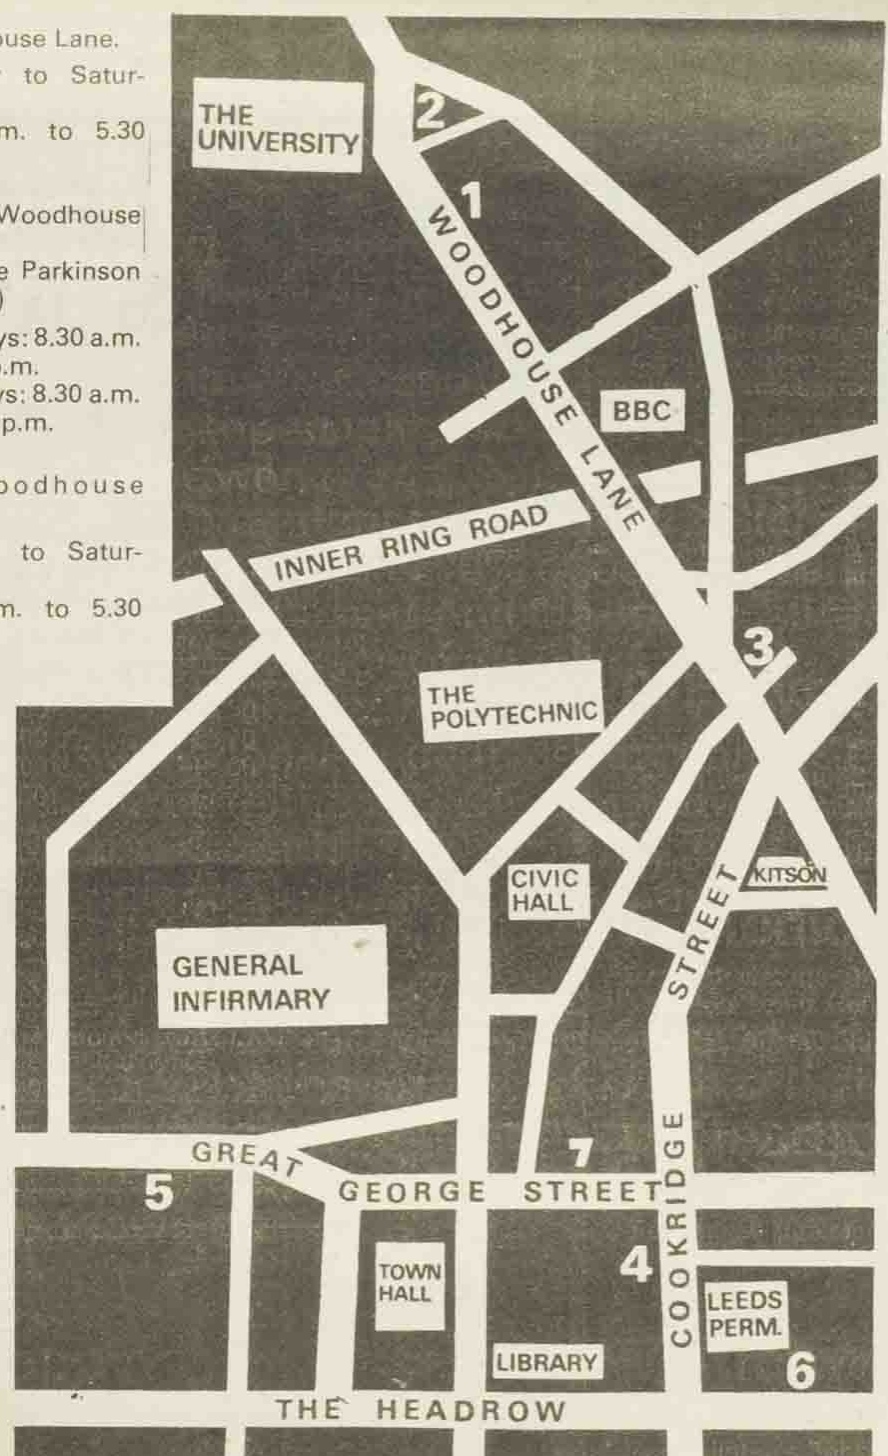 ouse Lane.
to Satur-
m. to 5.30
Woodhouse
e Parkinson
)
ys: 8.30 a.m.
p.m.
ys: 8.30 a.m.
p.m.
oodhouse
to Satur-
m. to 5.30
THE
UNIVERSITY
2
1
WOODHOUSE LANE
BBC
INNER RING ROAD
3
THE
POLYTECHNIC
CIVIC
HALL
KITSON
GENERAL
INFIRMARY
COOKRIDGE STREET
7
GREAT GEORGE STREET
5
TOWN
HALL
4
LEEDS
PERM.
LIBRARY
6
THE HEADROW